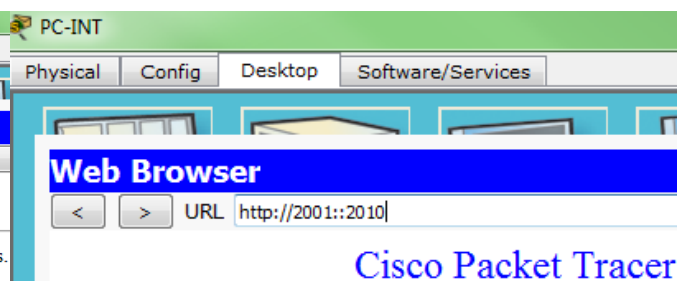 PC-INT
Physical Config Desktop Software/Services
Web Browser
< > URL http://2001::2010
s.
Cisco Packet Tracer